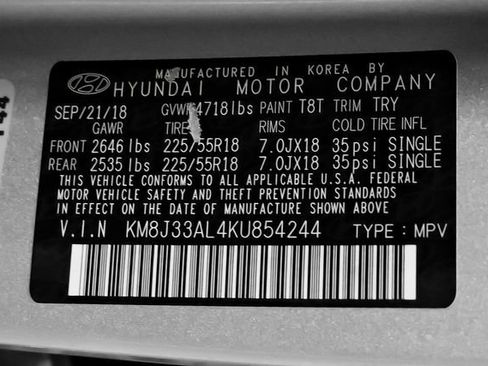 MANUFACTURED IN KOREA BY
HYUNDAI MOTOR COMPANY
SEP/21/18 GVWR 4718 lbs PAINT T8T TRIM TRY
GAWR TIRE RIMS COLD TIRE INFL
FRONT 2646 lbs 225/55R18 7.0JX18 35psi SINGLE
REAR 2535 lbs 225/55R18 7.0JX18 35psi SINGLE
THIS VEHICLE CONFORMS TO ALL APPLICABLE U.S.A. FEDERAL
MOTOR VEHICLE SAFETY AND THEFT PREVENTION STANDARDS
IN EFFECT ON THE DATE OF MANUFACTURE SHOWN ABOVE
V.I.N KM8J33AL4KU854244 TYPE : MPV